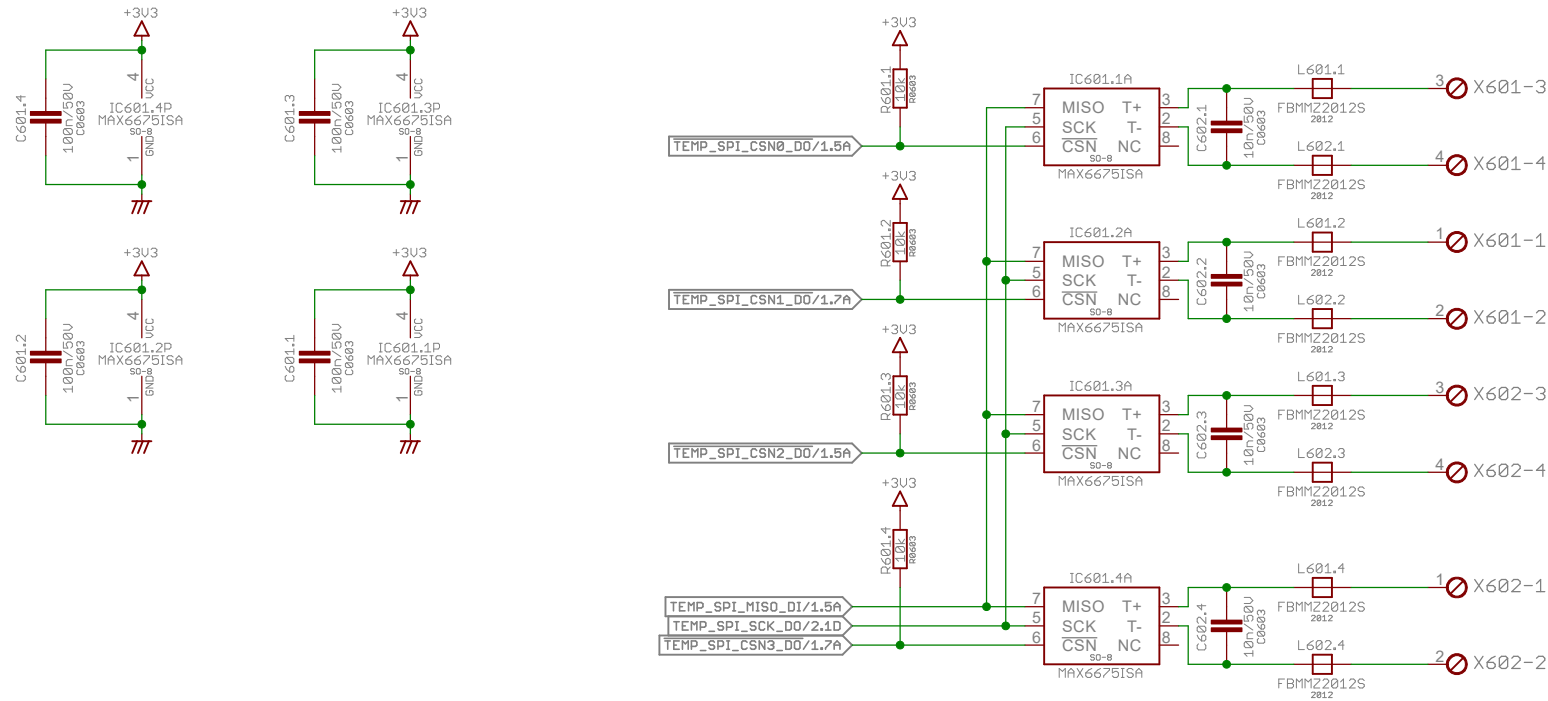 +3V3
4
VCC
C601.4
100n/50V
C0603
IC601.4P
MAX6675ISA
SO-8
GND
1
+3V3
4
VCC
C601.3
100n/50V
C0603
IC601.3P
MAX6675ISA
SO-8
GND
1
+3V3
4
VCC
C601.2
100n/50V
C0603
IC601.2P
MAX6675ISA
SO-8
GND
1
+3V3
4
VCC
C601.1
100n/50V
C0603
IC601.1P
MAX6675ISA
SO-8
GND
1
+3V3
R601.1
10k
R0603
TEMP_SPI_CSN0_DO/1.5A
IC601.1A
7 MISO T+ 3
5 SCK T- 2
6 CSN NC 8
SO-8
MAX6675ISA
C602.1
10n/50V
C0603
L601.1
FBMMZ2012S
2012
3 X601-3
L602.1
FBMMZ2012S
2012
4 X601-4
+3V3
R601.2
10k
R0603
TEMP_SPI_CSN1_DO/1.7A
IC601.2A
7 MISO T+ 3
5 SCK T- 2
6 CSN NC 8
SO-8
MAX6675ISA
C602.2
10n/50V
C0603
L601.2
FBMMZ2012S
2012
1 X601-1
L602.2
FBMMZ2012S
2012
2 X601-2
+3V3
R601.3
10k
R0603
TEMP_SPI_CSN2_DO/1.5A
IC601.3A
7 MISO T+ 3
5 SCK T- 2
6 CSN NC 8
SO-8
MAX6675ISA
C602.3
10n/50V
C0603
L601.3
FBMMZ2012S
2012
3 X602-3
L602.3
FBMMZ2012S
2012
4 X602-4
+3V3
R601.4
10k
R0603
TEMP_SPI_MISO_DI/1.5A
TEMP_SPI_SCK_DO/2.1D
TEMP_SPI_CSN3_DO/1.7A
IC601.4A
7 MISO T+ 3
5 SCK T- 2
6 CSN NC 8
SO-8
MAX6675ISA
C602.4
10n/50V
C0603
L601.4
FBMMZ2012S
2012
1 X602-1
L602.4
FBMMZ2012S
2012
2 X602-2